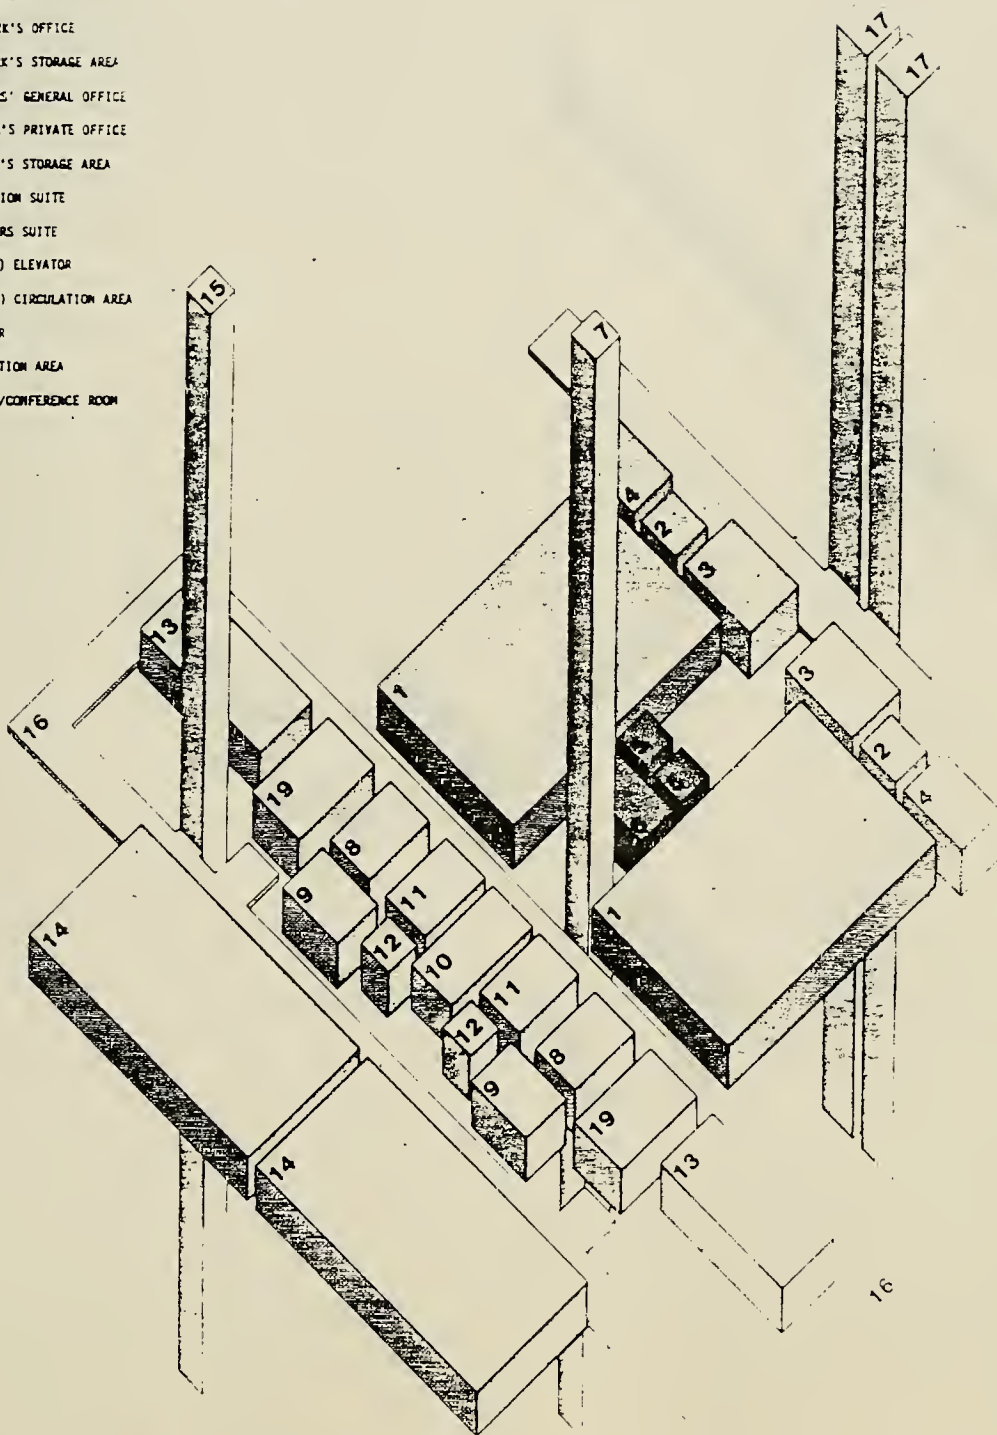 K'S OFFICE
K'S STORAGE AREA
S' GENERAL OFFICE
'S PRIVATE OFFICE
'S STORAGE AREA
ION SUITE
RS SUITE
) ELEVATOR
) CIRCULATION AREA
R
TION AREA
/CONFERENCE ROOM
17
17
15
7
4
2
3
13
1
3
16
2
4
19
8
9
11
1
14
12
10
11
12
8
9
19
14
13
16